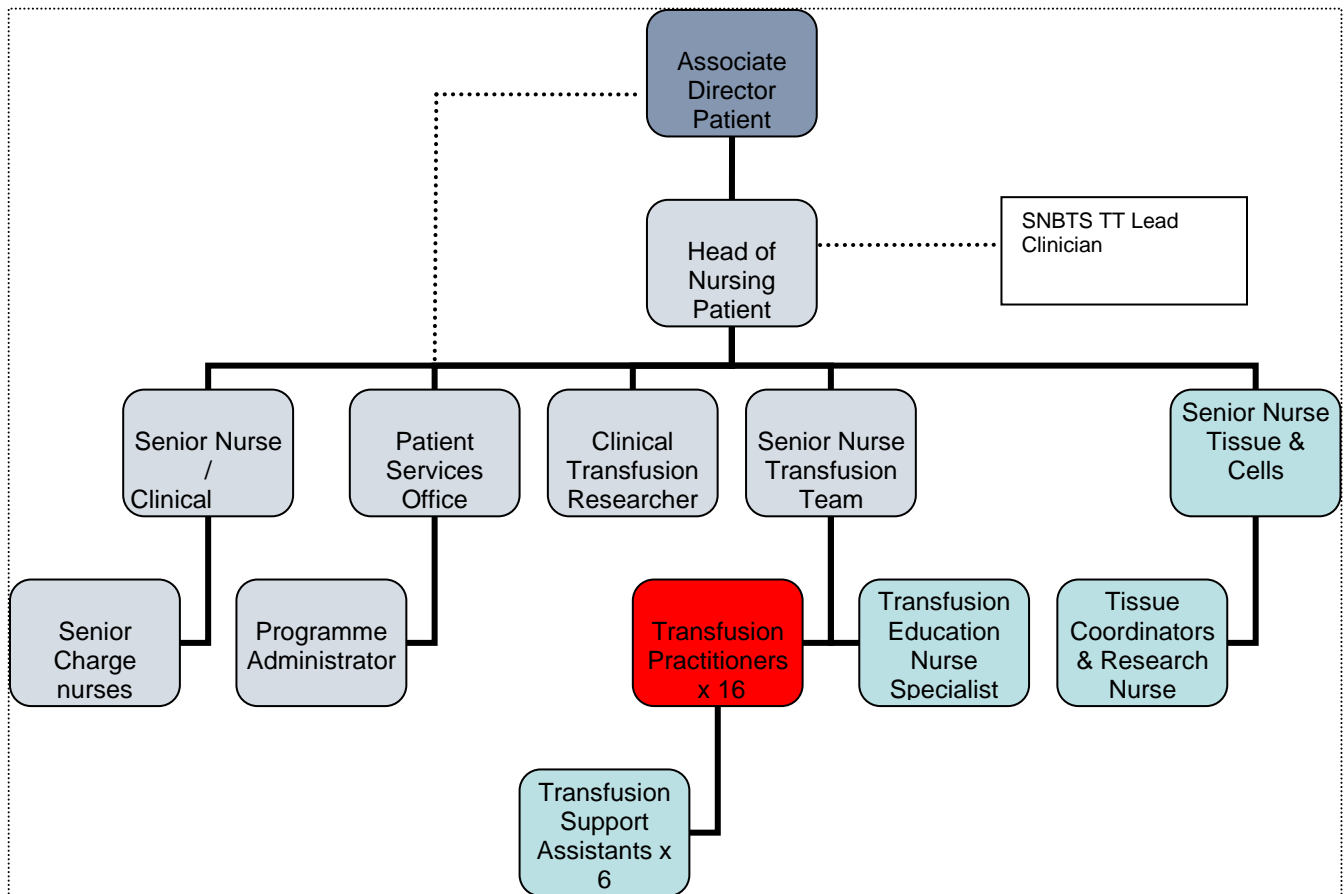 Associate
Director
Patient
Head of
Nursing
Patient
SNBTS TT Lead
Clinician
Senior Nurse
/
Clinical
Patient
Services
Office
Clinical
Transfusion
Researcher
Senior Nurse
Transfusion
Team
Senior Nurse
Tissue &
Cells
Senior
Charge
nurses
Programme
Administrator
Transfusion
Practitioners
x 16
Transfusion
Education
Nurse
Specialist
Tissue
Coordinators
& Research
Nurse
Transfusion
Support
Assistants x
6